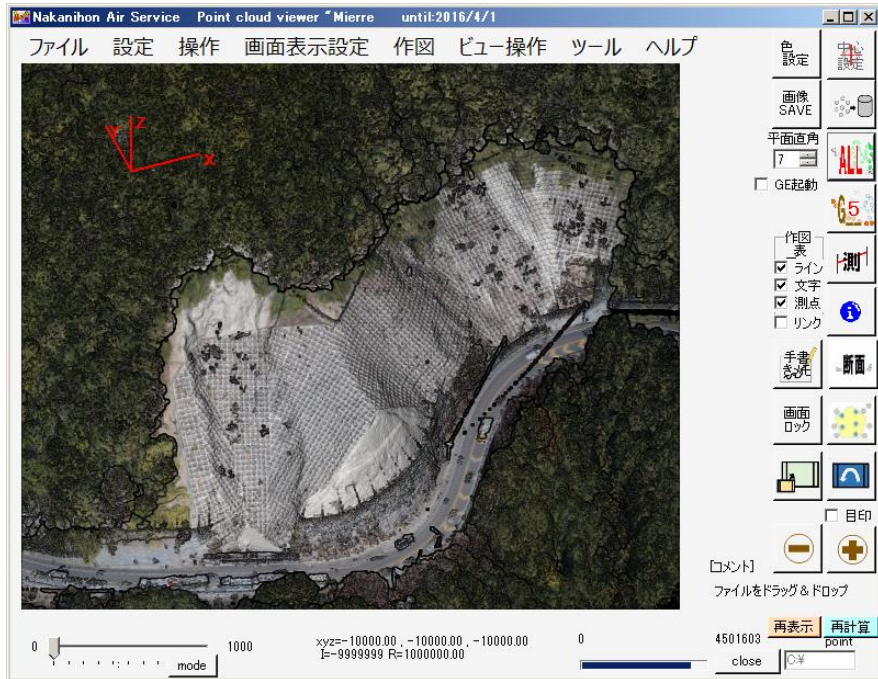 Nakanihon Air Service Point cloud viewer "Mierre until:2016/4/1
ファイル 設定 操作 画面表示設定 作図 ビュー操作 ツール ヘルプ
色
設定
中心
設定
画像
SAVE
平面直角
7
ALL
GE起動
G5
作図
表
ライン
文字
測点
リンク
測
手書
きメモ
断面
画面
ロック
目印
[コメント]
ファイルをドラッグ&ドロップ
Z
Y
X
0
1000
mode
xyz=-10000.00 , -10000.00 , -10000.00
I=-9999999 R=1000000.00
0
4501603
再表示
再計算
point
close
C:¥